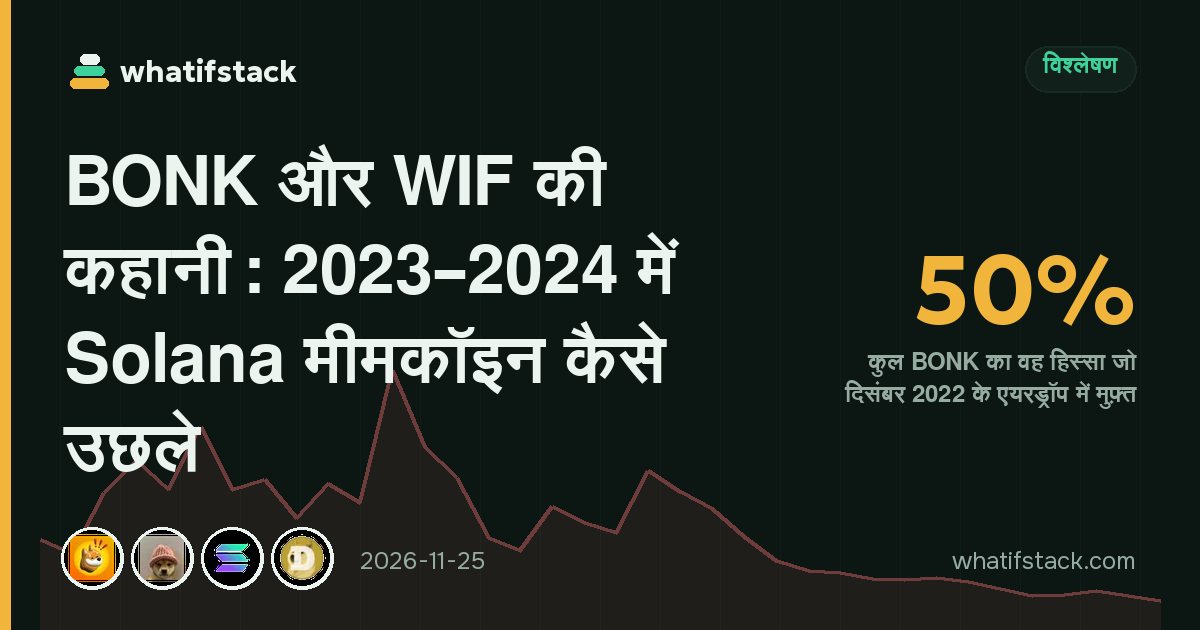 whatifstack
विश्लेषण
BONK और WIF की
कहानी: 2023–2024 में
Solana मीमकॉइन कैसे
उछले
50%
कुल BONK का वह हिस्सा जो
दिसंबर 2022 के एयरड्रॉप में मुफ़्त
2026-11-25
whatifstack.com